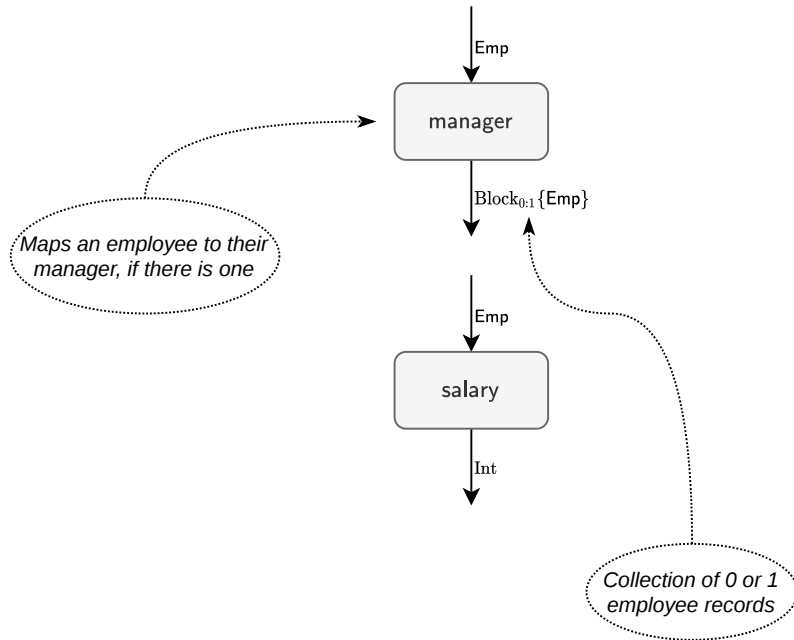 Emp
manager
Block0:1{Emp}
Maps an employee to their
manager, if there is one
Emp
salary
Int
Collection of 0 or 1
employee records